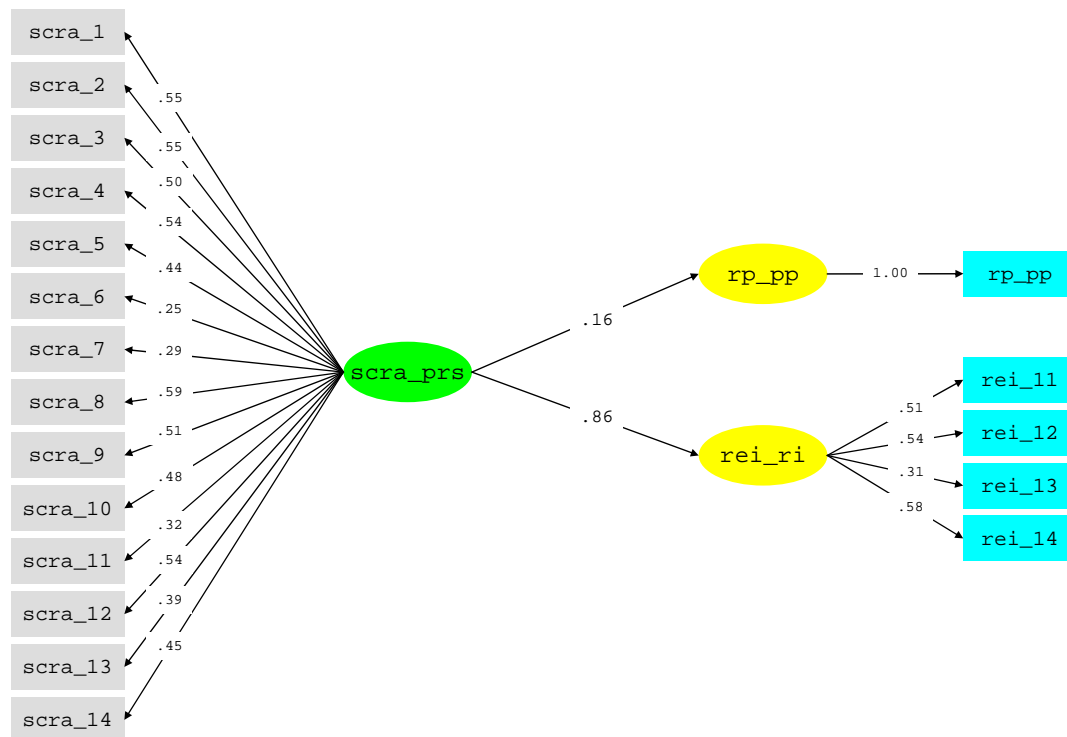 scra_1
scra_2
scra_3
scra_4
scra_5
scra_6
scra_7
scra_8
scra_9
scra_10
scra_11
scra_12
scra_13
scra_14
.55
.55
.50
.54
.44
.25
.29
.59
.51
.48
.32
.54
.39
.45
scra_prs
.16
.86
rp_pp
rei_ri
1.00
.51
.54
.31
.58
rp_pp
rei_11
rei_12
rei_13
rei_14